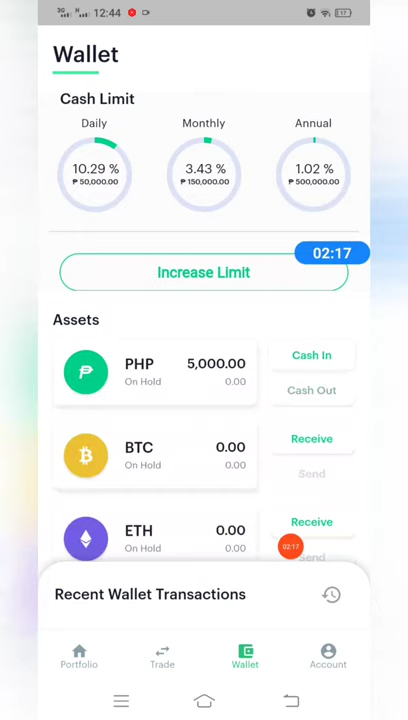 3G H 12:44 17
Wallet
Cash Limit
Daily Monthly Annual
10.29 % 3.43 % 1.02 %
₱ 50,000.00 ₱ 150,000.00 ₱ 500,000.00
02:17
Increase Limit
Assets
PHP 5,000.00 Cash In
On Hold 0.00 Cash Out
BTC 0.00 Receive
On Hold 0.00 Send
ETH 0.00 Receive
On Hold 0.00 02:17 Send
Recent Wallet Transactions
Portfolio Trade Wallet Account